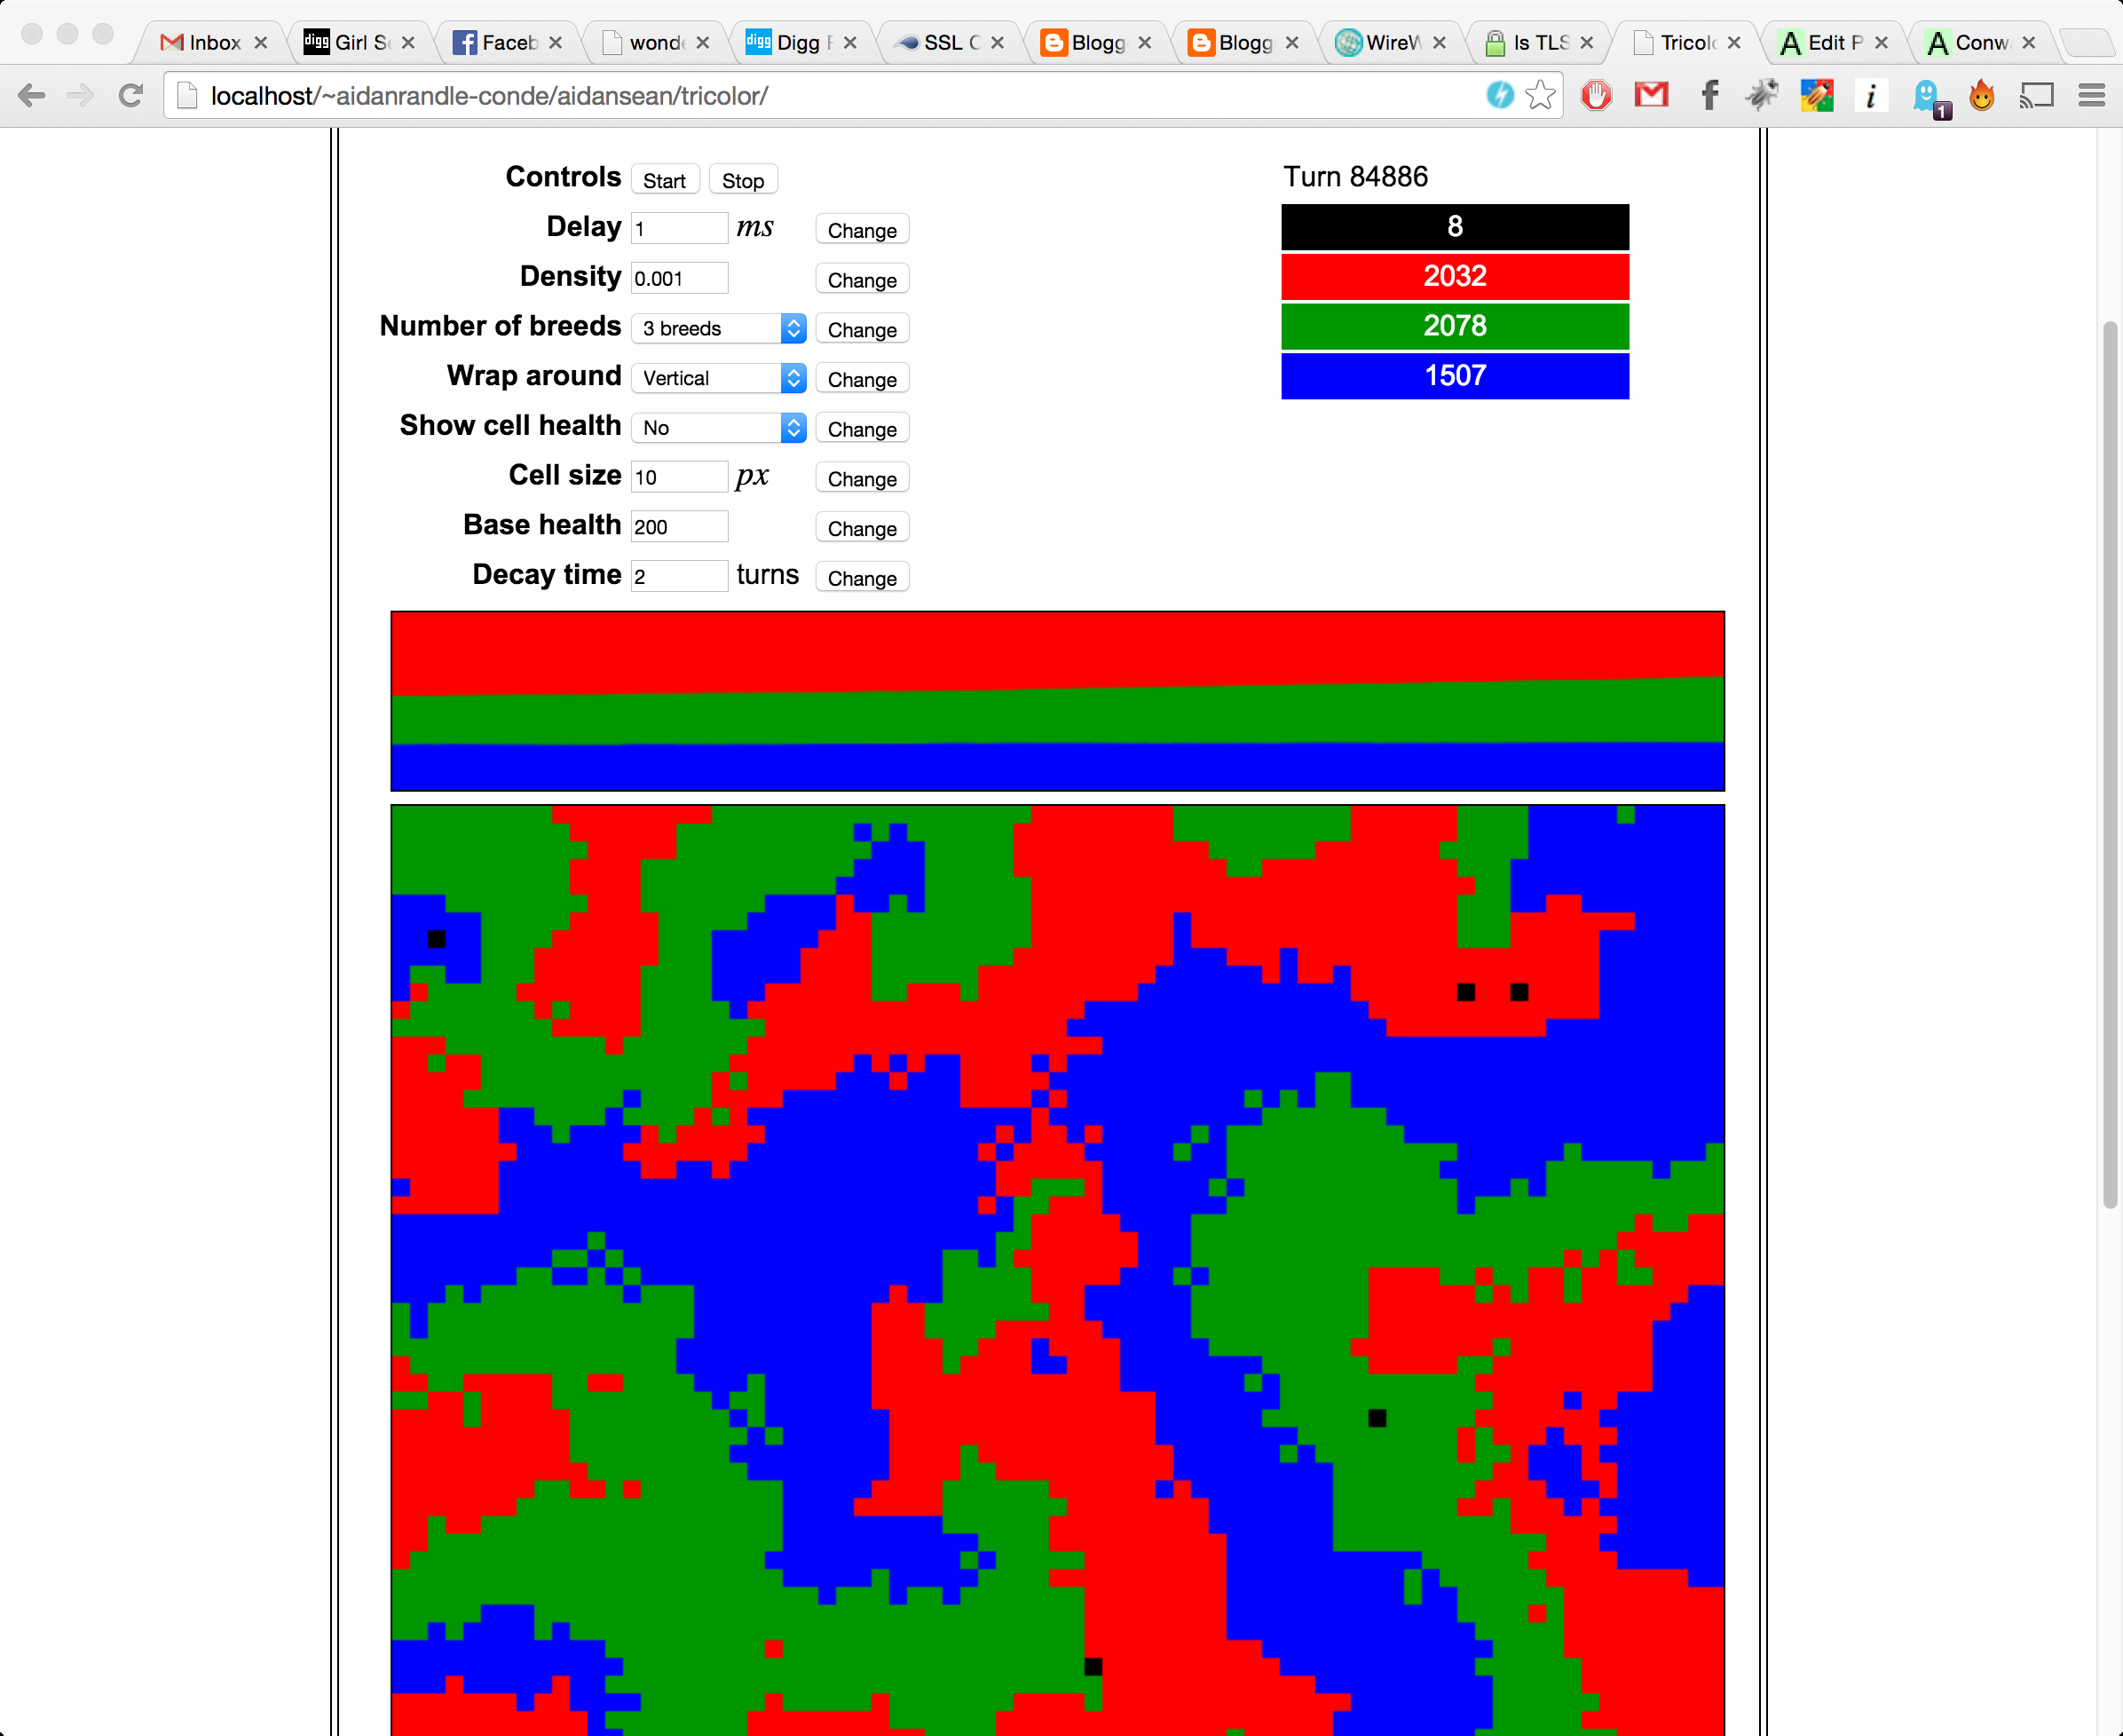 Inbox digg Girl S Faceb wond digg Digg SSL C Blogg Blogg WireW Is TLS Tricol Edit P Conw
localhost/~aidanrandle-conde/aidansean/tricolor/ 1
Controls Start Stop Turn 84886
Delay 1 ms Change 8
Density 0.001 Change 2032
Number of breeds 3 breeds Change 2078
Wrap around Vertical Change 1507
Show cell health No Change
Cell size 10 px Change
Base health 200 Change
Decay time 2 turns Change